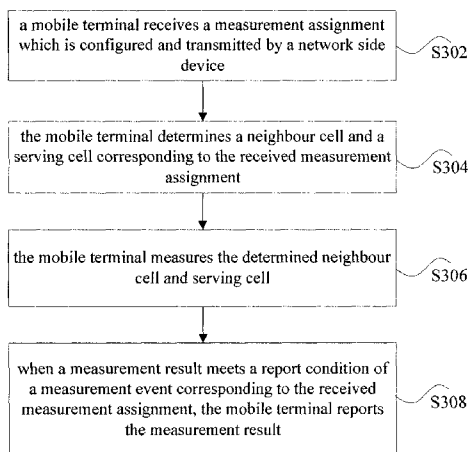 a mobile terminal receives a measurement assignment
which is configured and transmitted by a network side
device
S302
the mobile terminal determines a neighbour cell and a
serving cell corresponding to the received measurement
assignment
S304
the mobile terminal measures the determined neighbour
cell and serving cell
S306
when a measurement result meets a report condition of
a measurement event corresponding to the received
measurement assignment, the mobile terminal reports
the measurement result
S308